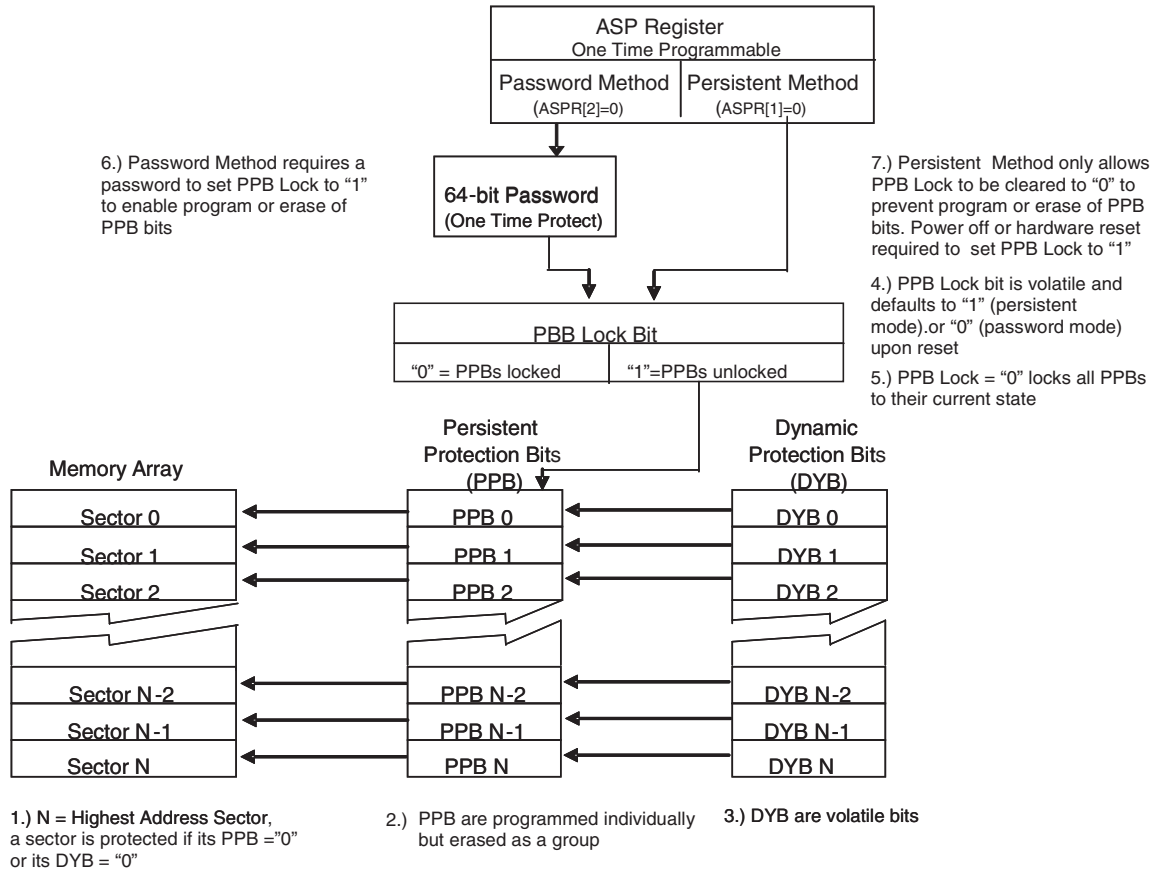 ASP Register
One Time Programmable
Password Method
(ASPR[2]=0)
Persistent Method
(ASPR[1]=0)
6.) Password Method requires a
password to set PPB Lock to “1”
to enable program or erase of
PPB bits
64-bit Password
(One Time Protect)
7.) Persistent Method only allows
PPB Lock to be cleared to “0” to
prevent program or erase of PPB
bits. Power off or hardware reset
required to set PPB Lock to “1”
4.) PPB Lock bit is volatile and
defaults to “1” (persistent
mode).or “0” (password mode)
upon reset
5.) PPB Lock = “0” locks all PPBs
to their current state
PBB Lock Bit
“0” = PPBs locked
“1”=PPBs unlocked
Memory Array
Persistent
Protection Bits
(PPB)
Dynamic
Protection Bits
(DYB)
Sector 0
PPB 0
DYB 0
Sector 1
PPB 1
DYB 1
Sector 2
PPB 2
DYB 2
Sector N-2
PPB N-2
DYB N-2
Sector N-1
PPB N-1
DYB N-1
Sector N
PPB N
DYB N
1.) N = Highest Address Sector,
a sector is protected if its PPB =”0”
or its DYB = “0”
2.) PPB are programmed individually
but erased as a group
3.) DYB are volatile bits